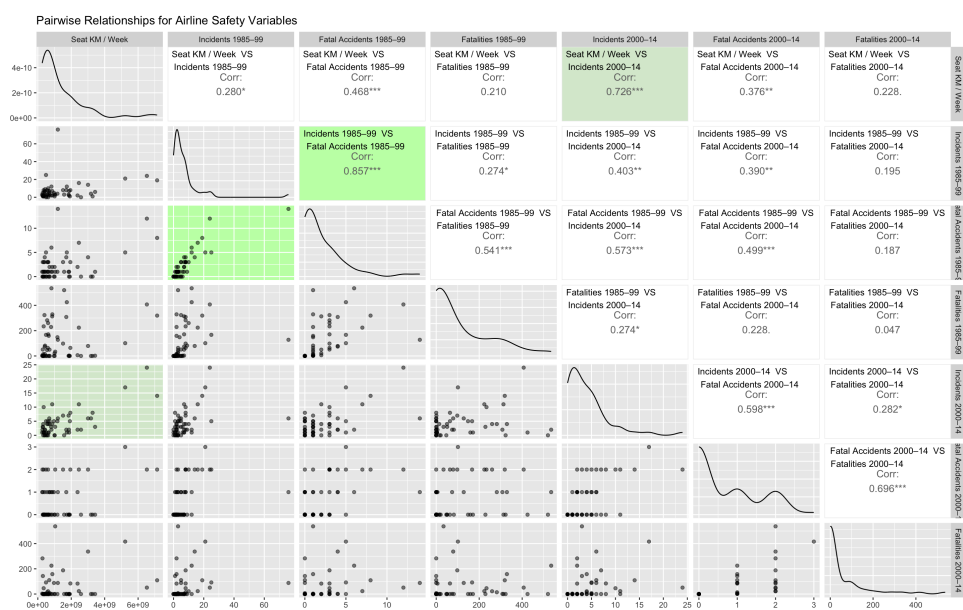 Pairwise Relationships for Airline Safety Variables
Seat KM / Week Incidents 1985–99 Fatal Accidents 1985–99 Fatalities 1985–99 Incidents 2000–14 Fatal Accidents 2000–14 Fatalities 2000–14
4e-10
2e-10
0e+00
Seat KM / Week VS
Incidents 1985–99
Corr:
0.280*
Seat KM / Week VS
Fatal Accidents 1985–99
Corr:
0.468***
Seat KM / Week VS
Fatalities 1985–99
Corr:
0.210
Seat KM / Week VS
Incidents 2000–14
Corr:
0.726***
Seat KM / Week VS
Fatal Accidents 2000–14
Corr:
0.376**
Seat KM / Week VS
Fatalities 2000–14
Corr:
0.228.
Seat KM / Week
60
40
20
0
Incidents 1985–99 VS
Fatal Accidents 1985–99
Corr:
0.857***
Incidents 1985–99 VS
Fatalities 1985–99
Corr:
0.274*
Incidents 1985–99 VS
Incidents 2000–14
Corr:
0.403**
Incidents 1985–99 VS
Fatal Accidents 2000–14
Corr:
0.390**
Incidents 1985–99 VS
Fatalities 2000–14
Corr:
0.195
Incidents 1985–99
10
5
0
Fatal Accidents 1985–99 VS
Fatalities 1985–99
Corr:
0.541***
Fatal Accidents 1985–99 VS
Incidents 2000–14
Corr:
0.573***
Fatal Accidents 1985–99 VS
Fatal Accidents 2000–14
Corr:
0.499***
Fatal Accidents 1985–99 VS
Fatalities 2000–14
Corr:
0.187
Accidents 1985–
400
200
0
Fatalities 1985–99 VS
Incidents 2000–14
Corr:
0.274*
Fatalities 1985–99 VS
Fatal Accidents 2000–14
Corr:
0.228.
Fatalities 1985–99 VS
Fatalities 2000–14
Corr:
0.047
Fatalities 1985–99
25
20
15
10
5
0
Incidents 2000–14 VS
Fatal Accidents 2000–14
Corr:
0.598***
Incidents 2000–14 VS
Fatalities 2000–14
Corr:
0.282*
Incidents 2000–14
3
2
1
0
Fatal Accidents 2000–14 VS
Fatalities 2000–14
Corr:
0.696***
Accidents 2000–
400
200
0
Fatalities 2000–14
0e+00 2e+09 4e+09 6e+09 0 20 40 60 0 5 10 0 200 400 0 5 10 15 20 25 0 1 2 3 0 200 400